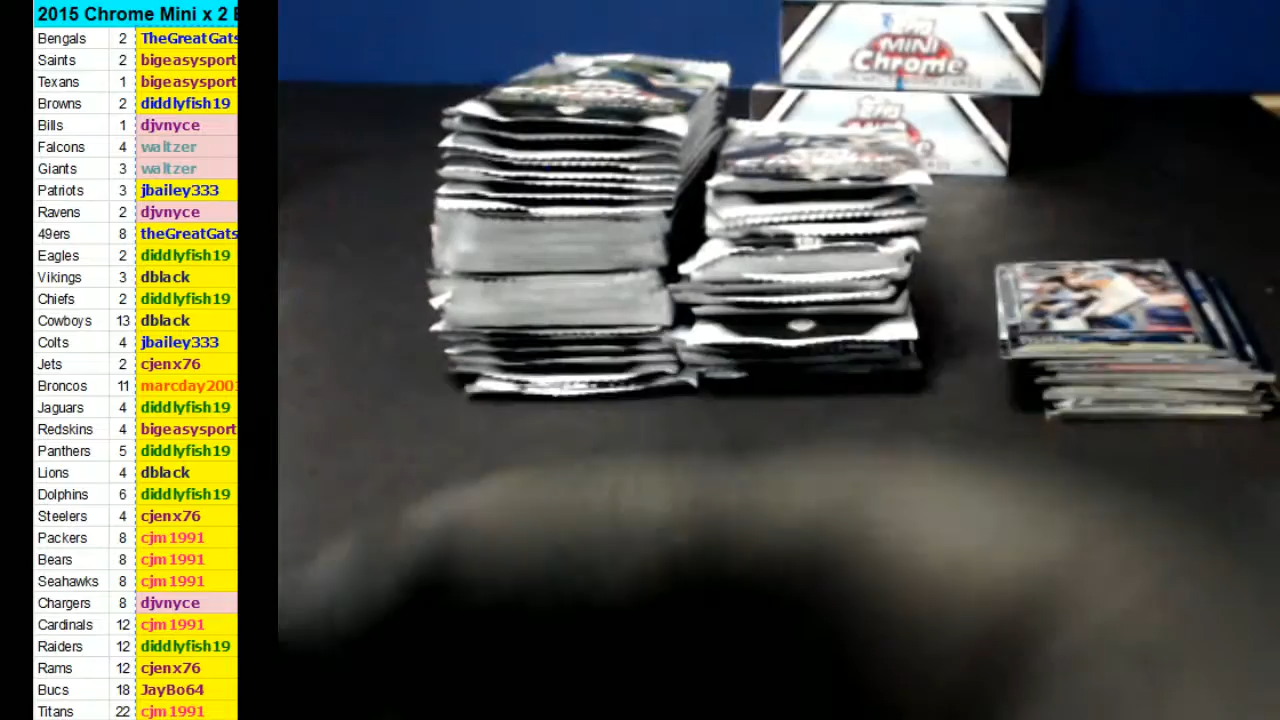 2015 Chrome Mini x 2 B
Bengals 2 TheGreatGats
Saints 2 bigeasysport
Texans 1 bigeasysport
Browns 2 diddlyfish19
Bills 1 djvnyce
Falcons 4 waltzer
Giants 3 waltzer
Patriots 3 jbailey333
Ravens 2 djvnyce
49ers 8 theGreatGats
Eagles 2 diddlyfish19
Vikings 3 dblack
Chiefs 2 diddlyfish19
Cowboys 13 dblack
Colts 4 jbailey333
Jets 2 cjenx76
Broncos 11 marcday2003
Jaguars 4 diddlyfish19
Redskins 4 bigeasysport
Panthers 5 diddlyfish19
Lions 4 dblack
Dolphins 6 diddlyfish19
Steelers 4 cjenx76
Packers 8 cjm1991
Bears 8 cjm1991
Seahawks 8 cjm1991
Chargers 8 djvnyce
Cardinals 12 cjm1991
Raiders 12 diddlyfish19
Rams 12 cjenx76
Bucs 18 JayBo64
Titans 22 cjm1991
Topps
MINI
Chrome
Topps
MINI